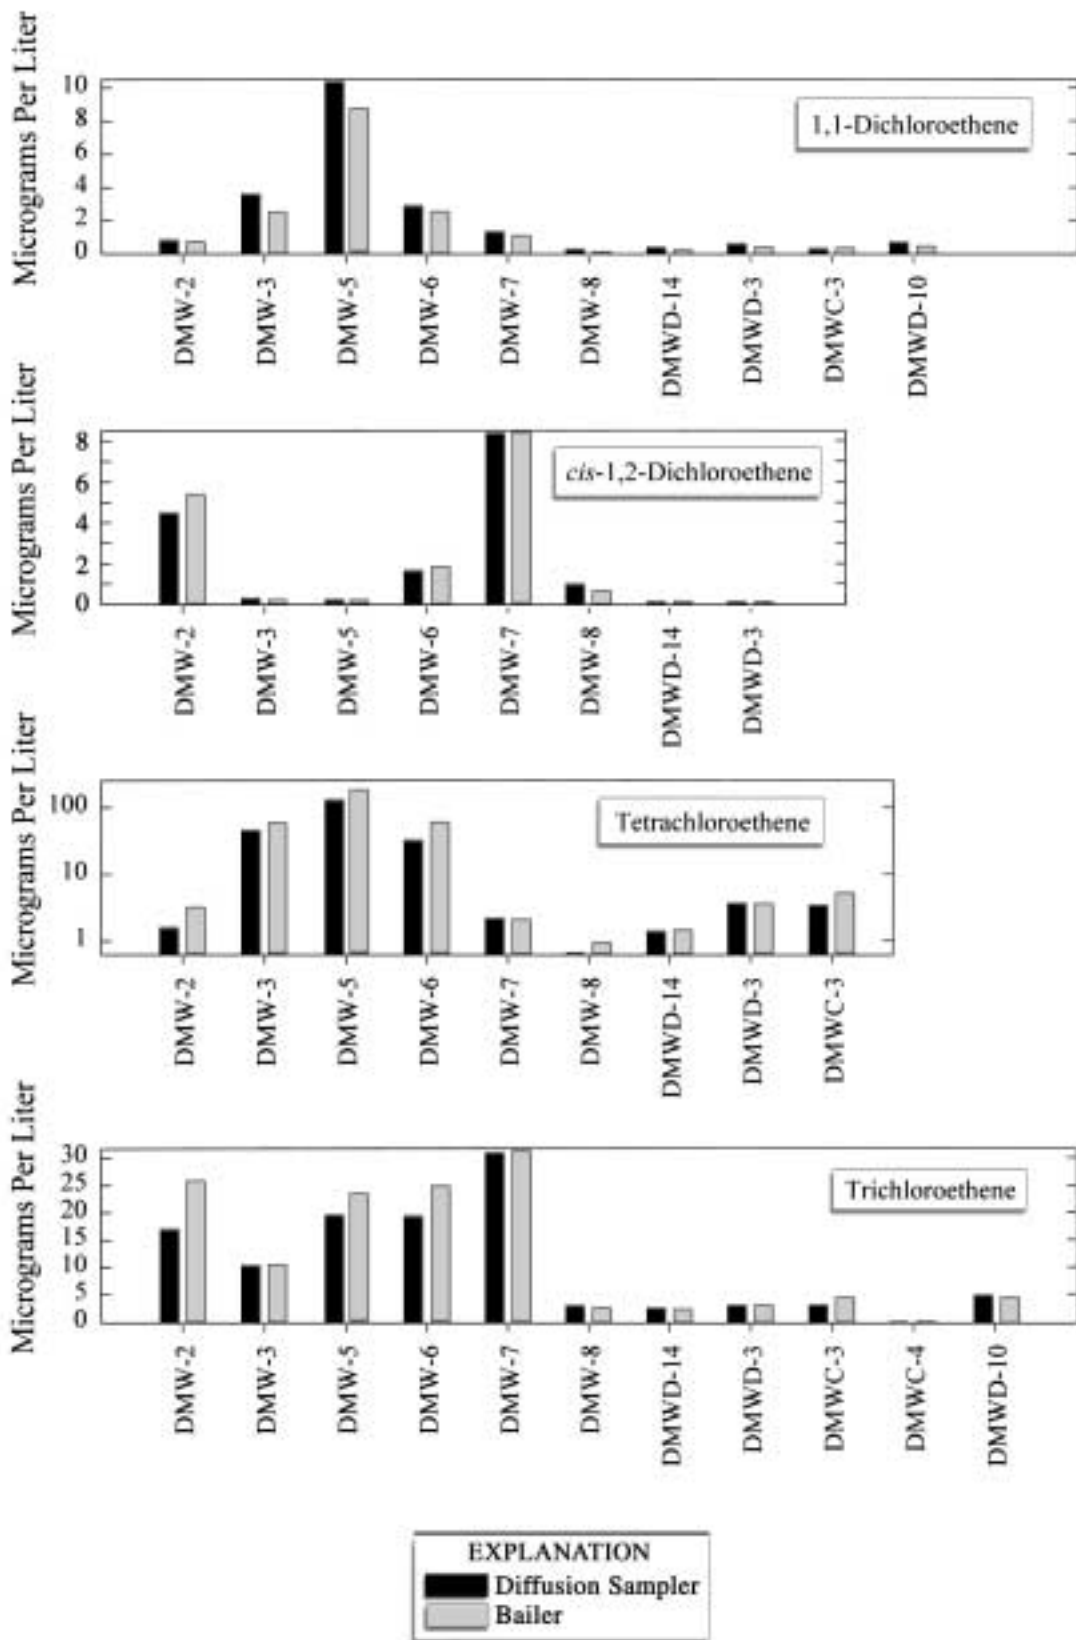 Micrograms Per Liter
10
8
6
4
2
0
1,1-Dichloroethene
DMW-2
DMW-3
DMW-5
DMW-6
DMW-7
DMW-8
DMWD-14
DMWD-3
DMWC-3
DMWD-10
Micrograms Per Liter
8
6
4
2
0
cis-1,2-Dichloroethene
DMW-2
DMW-3
DMW-5
DMW-6
DMW-7
DMW-8
DMWD-14
DMWD-3
Micrograms Per Liter
100
10
1
Tetrachloroethene
DMW-2
DMW-3
DMW-5
DMW-6
DMW-7
DMW-8
DMWD-14
DMWD-3
DMWC-3
Micrograms Per Liter
30
25
20
15
10
5
0
Trichloroethene
DMW-2
DMW-3
DMW-5
DMW-6
DMW-7
DMW-8
DMWD-14
DMWD-3
DMWC-3
DMWC-4
DMWD-10
EXPLANATION
Diffusion Sampler
Bailer